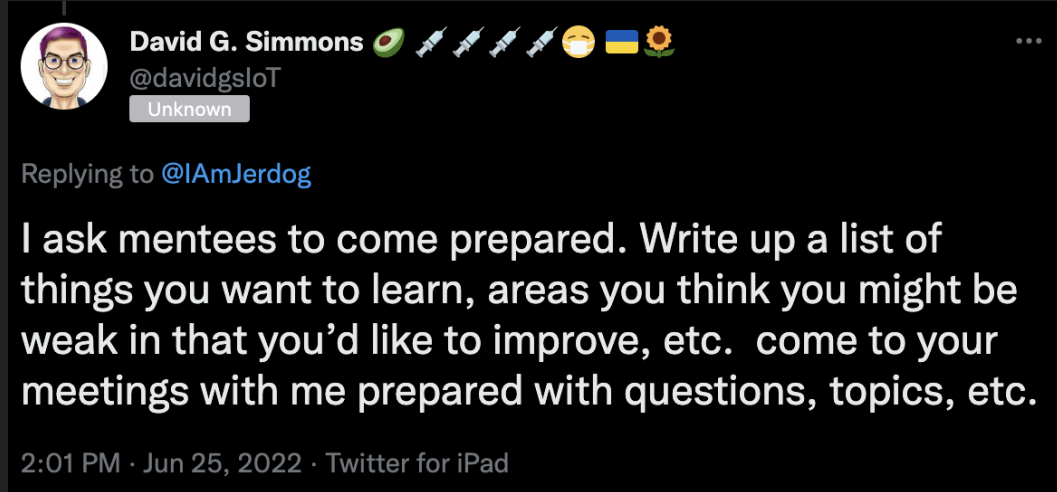 David G. Simmons 🥑 💉💉💉💉😷 🇺🇦🌻
@davidgsIoT
Unknown
Replying to @IAmJerdog
I ask mentees to come prepared. Write up a list of
things you want to learn, areas you think you might be
weak in that you’d like to improve, etc.  come to your
meetings with me prepared with questions, topics, etc.
2:01 PM · Jun 25, 2022 · Twitter for iPad